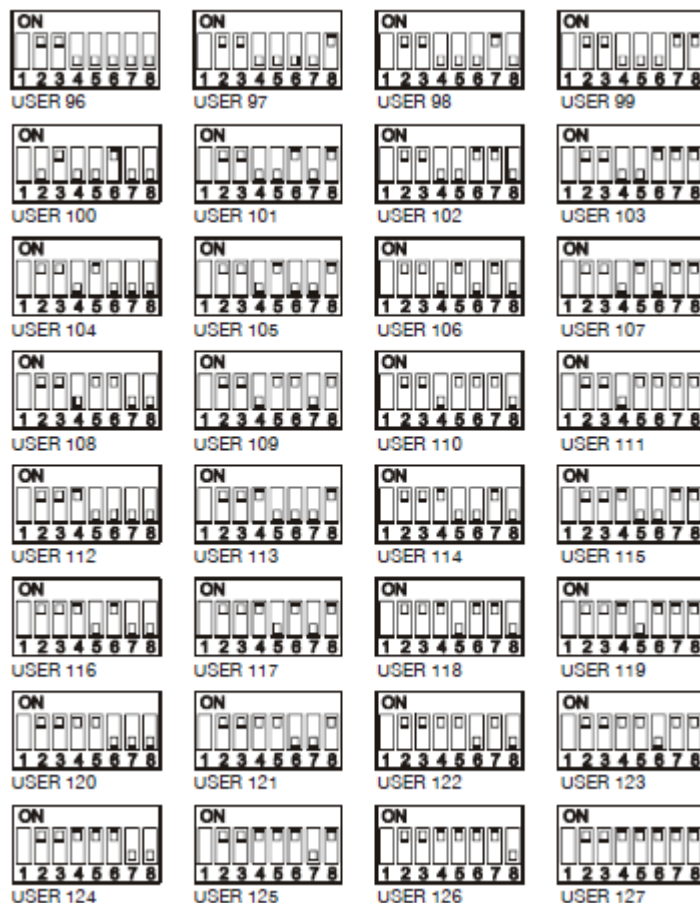 ON
1 2 3 4 5 6 7 8
USER 96
ON
1 2 3 4 5 6 7 8
USER 97
ON
1 2 3 4 5 6 7 8
USER 98
ON
1 2 3 4 5 6 7 8
USER 99
ON
1 2 3 4 5 6 7 8
USER 100
ON
1 2 3 4 5 6 7 8
USER 101
ON
1 2 3 4 5 6 7 8
USER 102
ON
1 2 3 4 5 6 7 8
USER 103
ON
1 2 3 4 5 6 7 8
USER 104
ON
1 2 3 4 5 6 7 8
USER 105
ON
1 2 3 4 5 6 7 8
USER 106
ON
1 2 3 4 5 6 7 8
USER 107
ON
1 2 3 4 5 6 7 8
USER 108
ON
1 2 3 4 5 6 7 8
USER 109
ON
1 2 3 4 5 6 7 8
USER 110
ON
1 2 3 4 5 6 7 8
USER 111
ON
1 2 3 4 5 6 7 8
USER 112
ON
1 2 3 4 5 6 7 8
USER 113
ON
1 2 3 4 5 6 7 8
USER 114
ON
1 2 3 4 5 6 7 8
USER 115
ON
1 2 3 4 5 6 7 8
USER 116
ON
1 2 3 4 5 6 7 8
USER 117
ON
1 2 3 4 5 6 7 8
USER 118
ON
1 2 3 4 5 6 7 8
USER 119
ON
1 2 3 4 5 6 7 8
USER 120
ON
1 2 3 4 5 6 7 8
USER 121
ON
1 2 3 4 5 6 7 8
USER 122
ON
1 2 3 4 5 6 7 8
USER 123
ON
1 2 3 4 5 6 7 8
USER 124
ON
1 2 3 4 5 6 7 8
USER 125
ON
1 2 3 4 5 6 7 8
USER 126
ON
1 2 3 4 5 6 7 8
USER 127